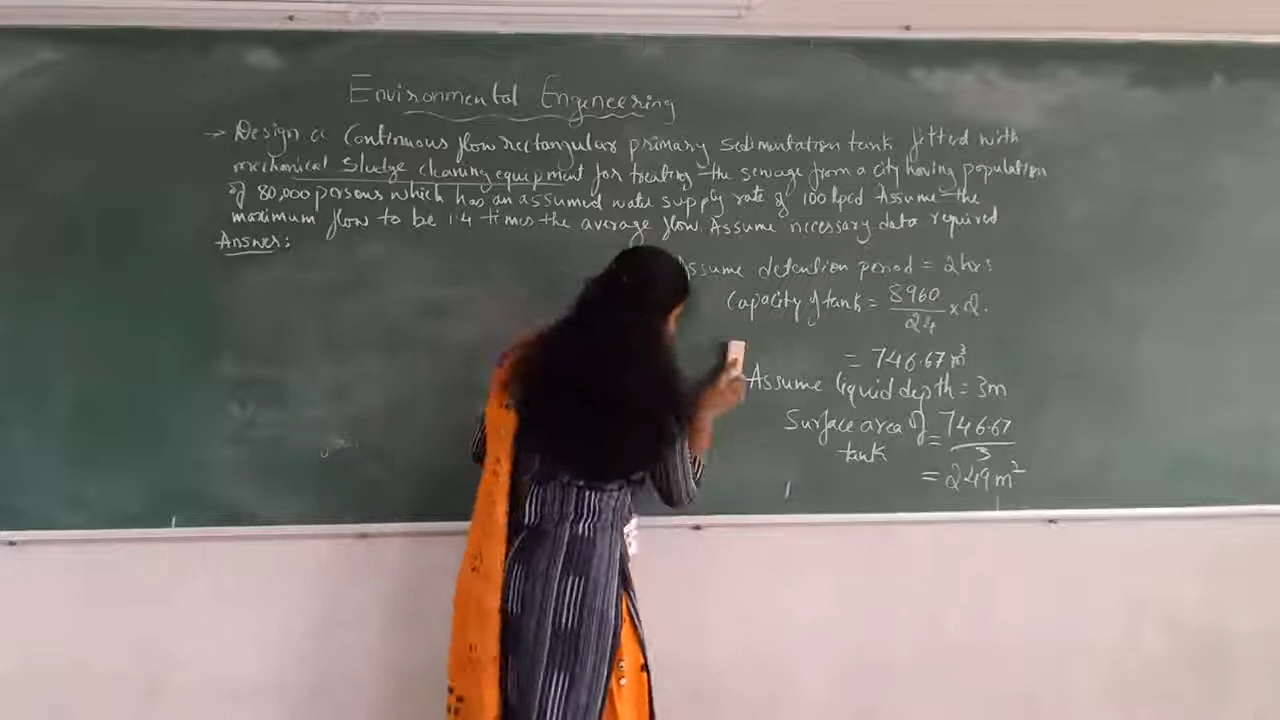 Environmental Engineering
→ Design a Continuous flow rectangular primary Sedimentation tank fitted with
mechanical Sludge cleaning equipment for treating the sewage from a city having population
of 80,000 persons which has an assumed water supply rate of 100 lpcd Assume the
maximum flow to be 1.4 times the average flow. Assume necessary data required
Answer:
Assume detention period = 2hrs
Capacity of tank = 8960/24 × 2.
= 746.67 m³
Assume liquid depth = 3m
Surface area of tank = 746.67/3
= 249 m²